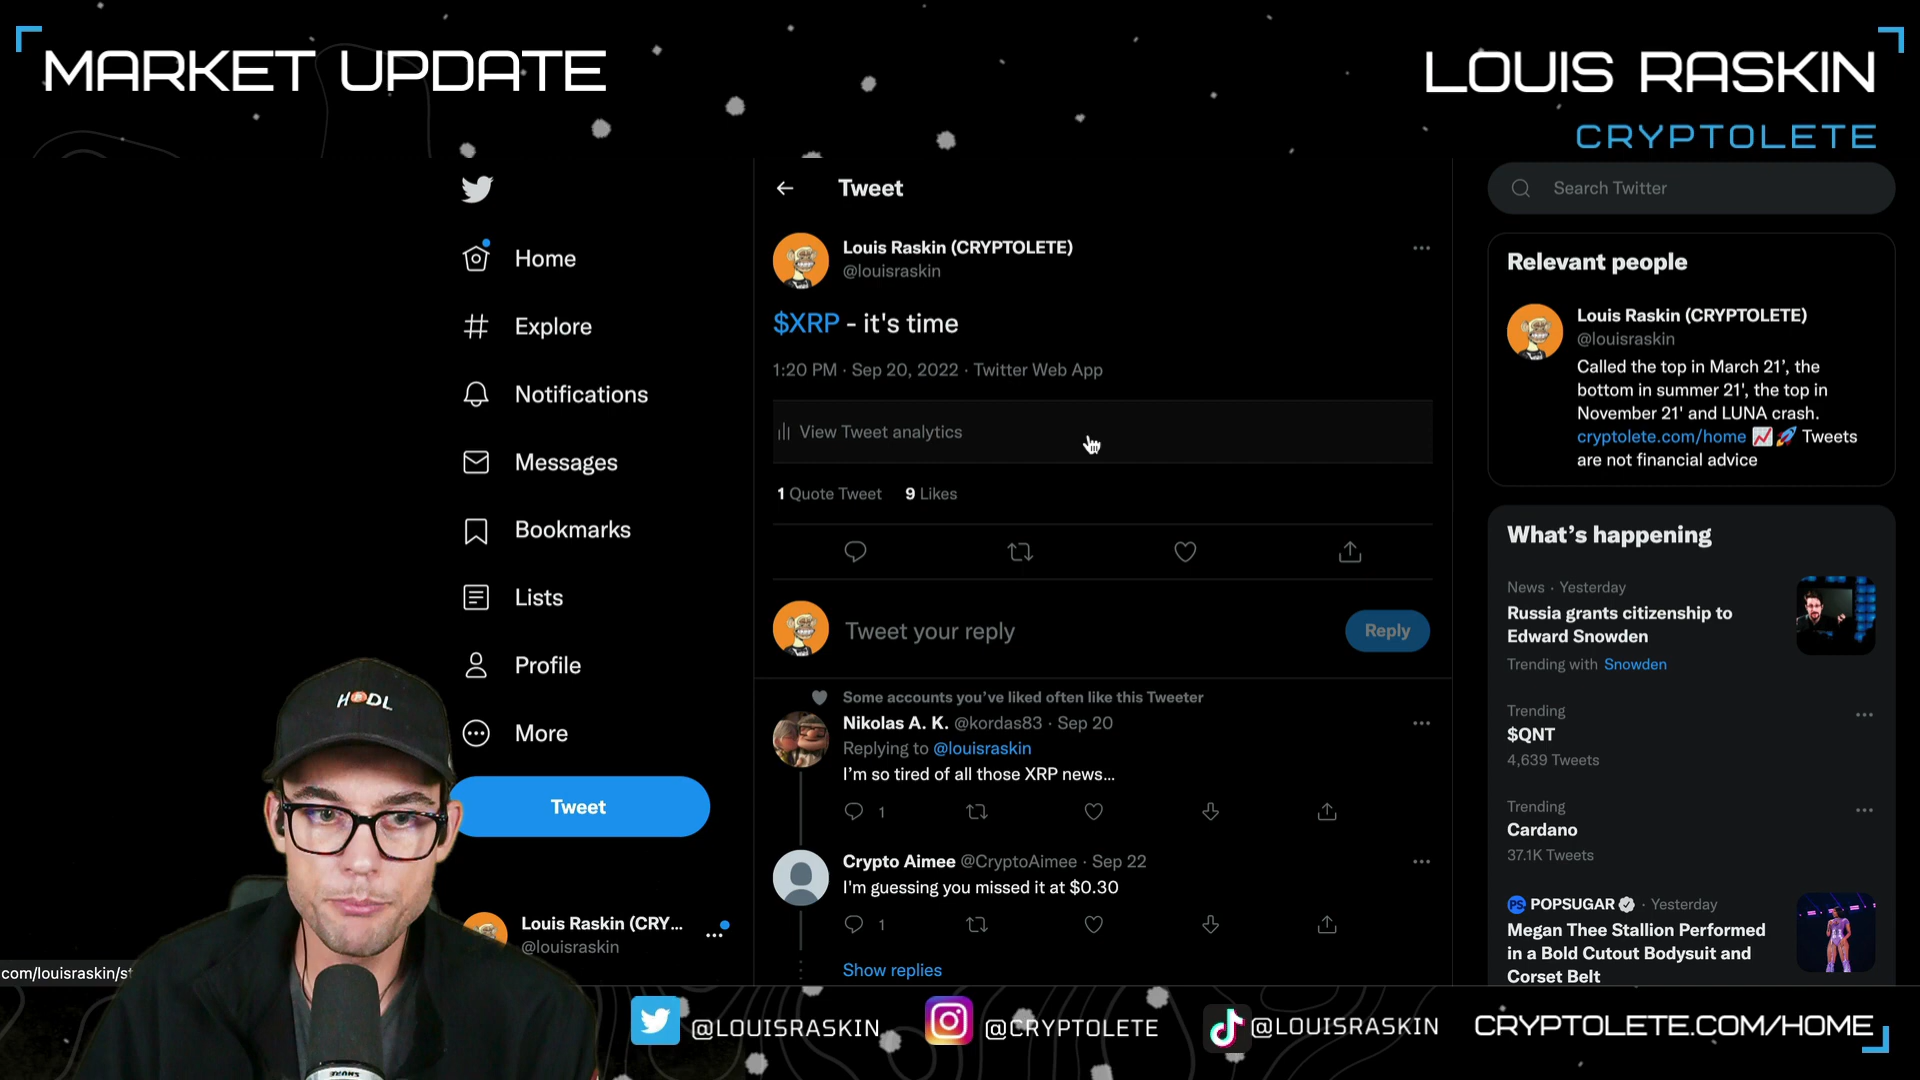 MARKET UPDATE
LOUIS RASKIN
CRYPTOLETE
Home
Explore
Notifications
Messages
Bookmarks
Lists
Profile
More
Tweet
Louis Raskin (CRY...
@louisraskin
com/louisraskin/st
Tweet
Louis Raskin (CRYPTOLETE)
@louisraskin
$XRP - it's time
1:20 PM · Sep 20, 2022 · Twitter Web App
View Tweet analytics
1 Quote Tweet 9 Likes
Tweet your reply
Reply
Some accounts you've liked often like this Tweeter
Nikolas A. K. @kordas83 · Sep 20
Replying to @louisraskin
I'm so tired of all those XRP news...
1
Crypto Aimee @CryptoAimee · Sep 22
I'm guessing you missed it at $0.30
1
Show replies
Search Twitter
Relevant people
Louis Raskin (CRYPTOLETE)
@louisraskin
Called the top in March 21', the
bottom in summer 21', the top in
November 21' and LUNA crash.
cryptolete.com/home 📈🚀 Tweets
are not financial advice
What's happening
News · Yesterday
Russia grants citizenship to
Edward Snowden
Trending with Snowden
Trending
$QNT
4,639 Tweets
Trending
Cardano
37.1K Tweets
PS POPSUGAR · Yesterday
Megan Thee Stallion Performed
in a Bold Cutout Bodysuit and
Corset Belt
HODL
@LOUISRASKIN
@CRYPTOLETE
@LOUISRASKIN
CRYPTOLETE.COM/HOME